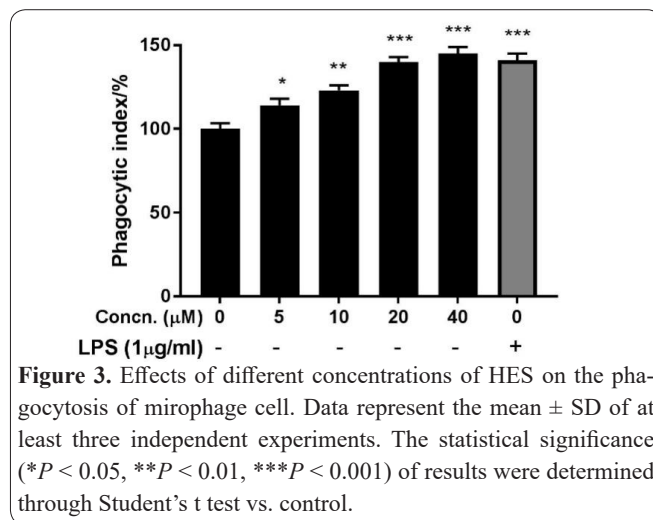 150
***
***
***
**
*
100
50
0
Phagocytic index/%
Concn. (μM) 0 5 10 20 40 0
LPS (1μg/ml) - - - - - +
Figure 3. Effects of different concentrations of HES on the pha-
gocytosis of mirophage cell. Data represent the mean ± SD of at
least three independent experiments. The statistical significance
(*P < 0.05, **P < 0.01, ***P < 0.001) of results were determined
through Student’s t test vs. control.